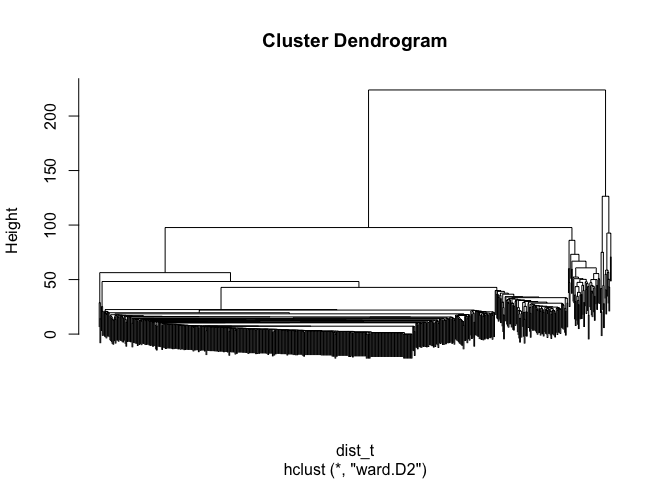 Cluster Dendrogram
Height
200
150
100
50
0
dist_t
hclust (*, "ward.D2")